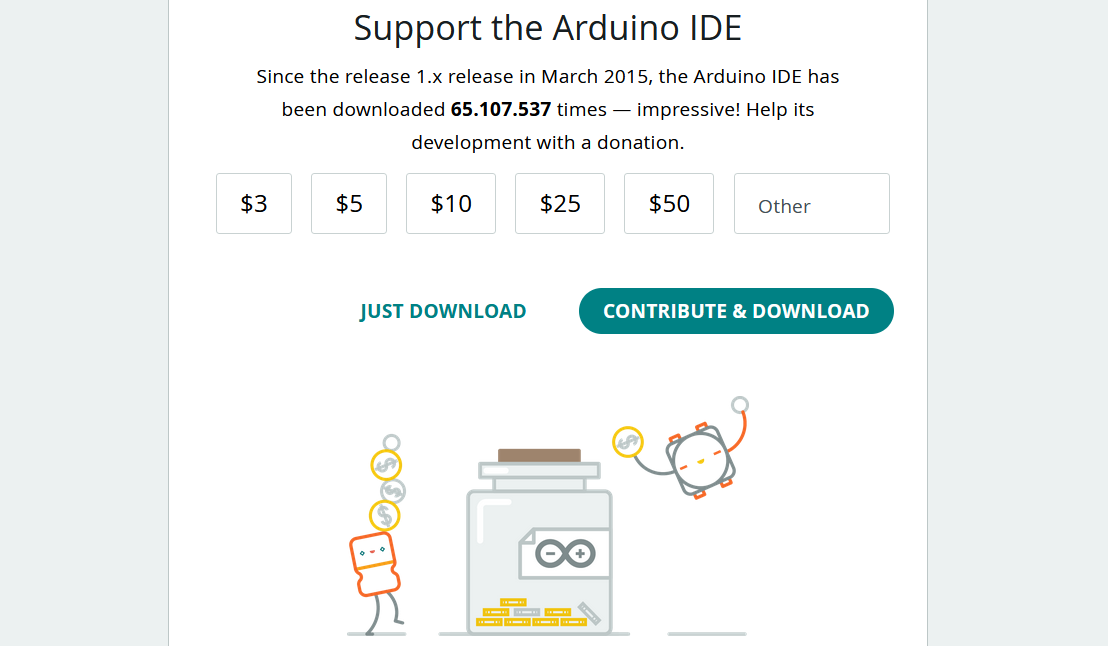 Support the Arduino IDE
Since the release 1.x release in March 2015, the Arduino IDE has
been downloaded 65.107.537 times — impressive! Help its
development with a donation.
$3 $5 $10 $25 $50 Other
JUST DOWNLOAD CONTRIBUTE & DOWNLOAD